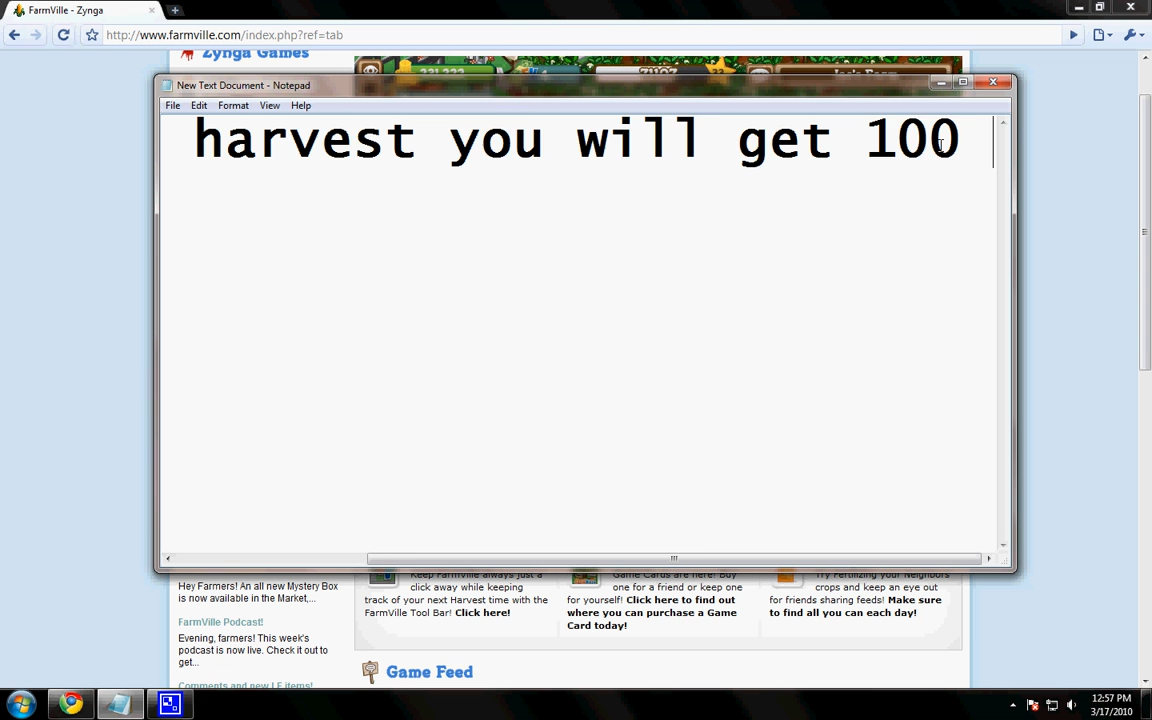 FarmVille - Zynga
http://www.farmville.com/index.php?ref=tab
Zynga Games
New Text Document - Notepad
File Edit Format View Help
harvest you will get 100
Hey Farmers! An all new Mystery Box
is now available in the Market,...
FarmVille Podcast!
Evening, farmers! This week's
podcast is now live. Check it out to
get...
Comments and new LE items!
Keep FarmVille always just a
click away while keeping
track of your next Harvest time with the
FarmVille Tool Bar! Click here!
Game Cards are here! Buy
one for a friend or keep one
for yourself! Click here to find out
where you can purchase a Game
Card today!
Try Fertilizing your Neighbors
crops and keep an eye out
for friends sharing feeds! Make sure
to find all you can each day!
Game Feed
12:57 PM
3/17/2010